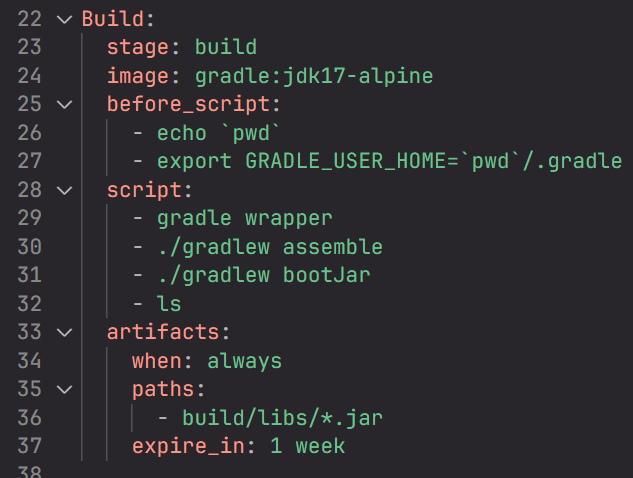 22 Build:
23 stage: build
24 image: gradle:jdk17-alpine
25 before_script:
26 - echo `pwd`
27 - export GRADLE_USER_HOME=`pwd`/.gradle
28 script:
29 - gradle wrapper
30 - ./gradlew assemble
31 - ./gradlew bootJar
32 - ls
33 artifacts:
34 when: always
35 paths:
36 - build/libs/*.jar
37 expire_in: 1 week
38